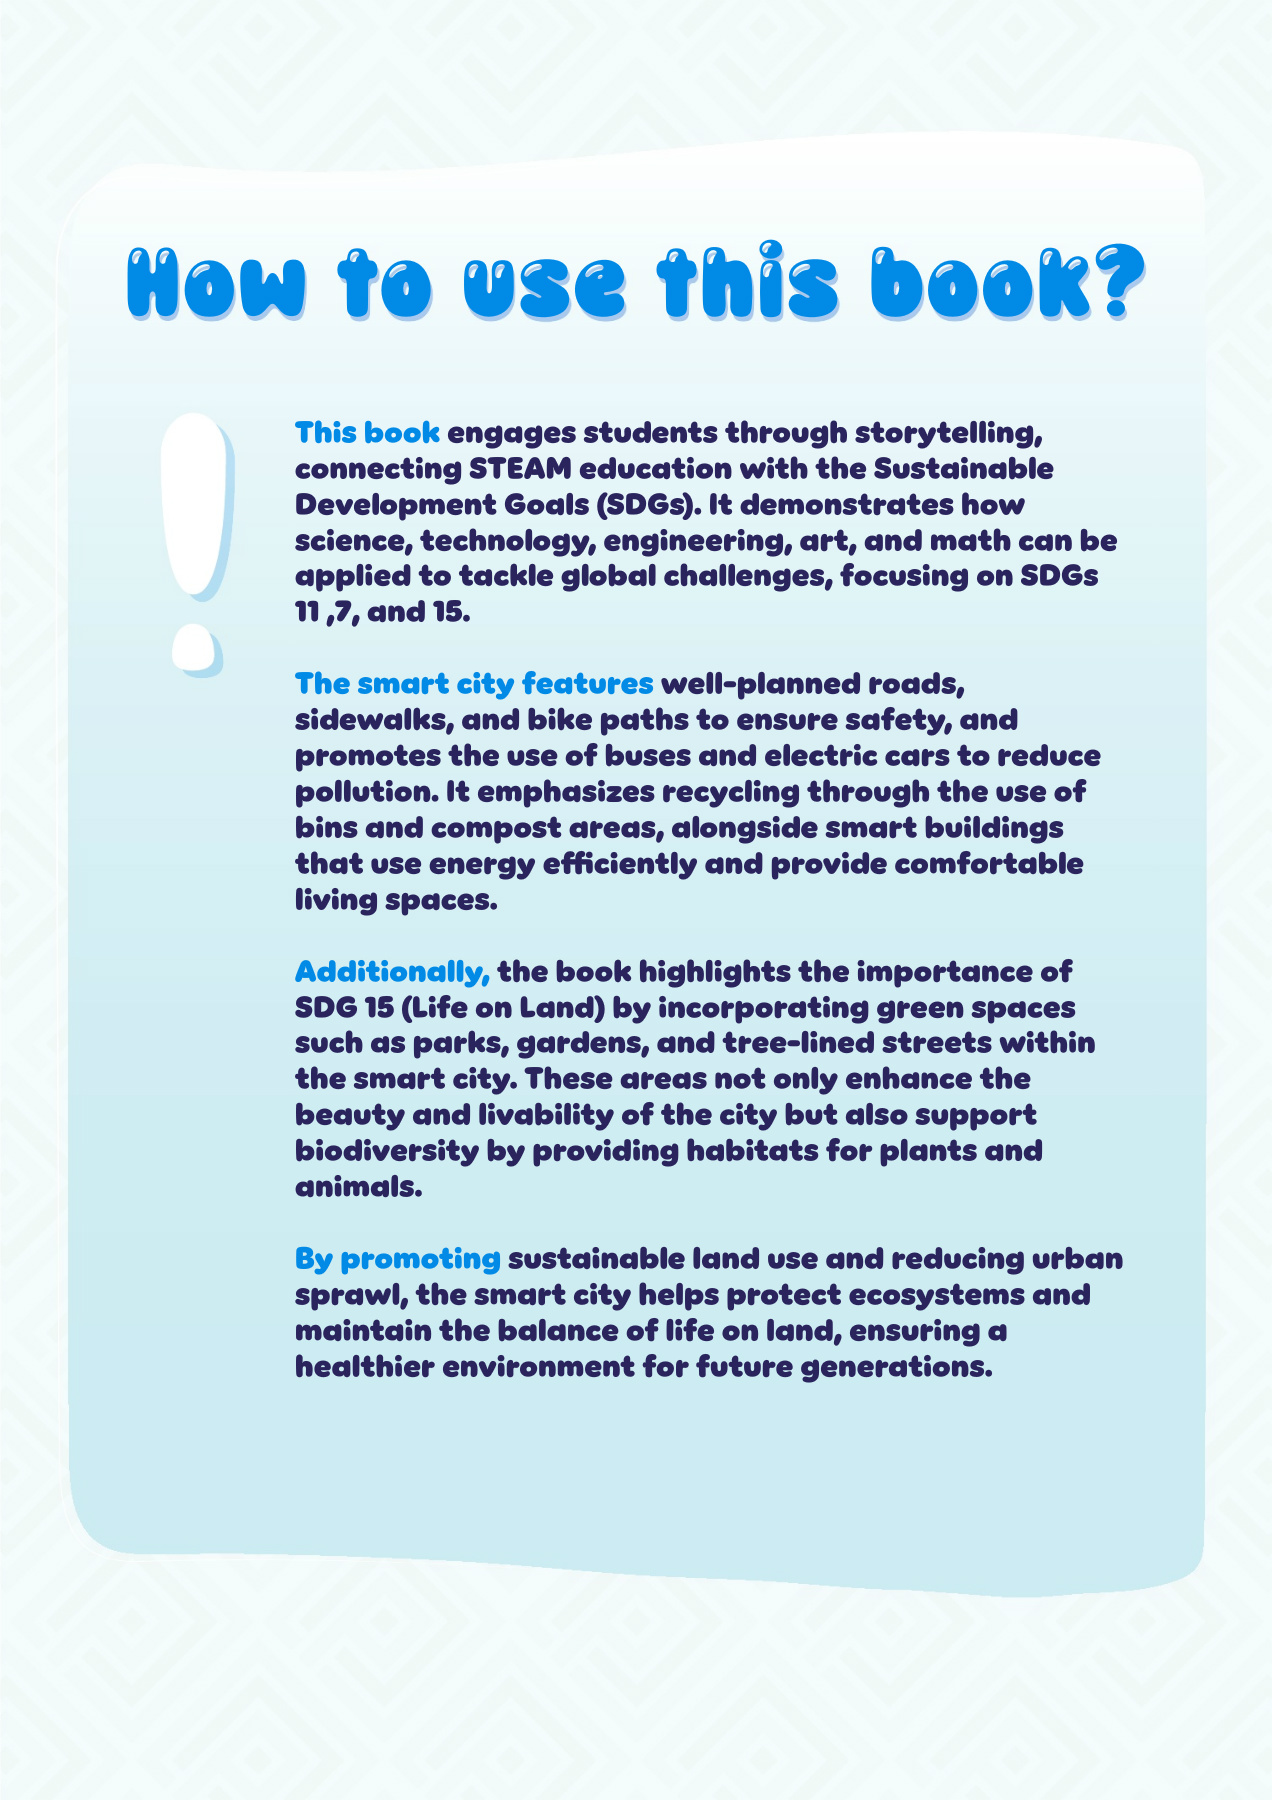 How to use this book?
!
This book engages students through storytelling,
connecting STEAM education with the Sustainable
Development Goals (SDGs). It demonstrates how
science, technology, engineering, art, and math can be
applied to tackle global challenges, focusing on SDGs
11 ,7, and 15.
The smart city features well-planned roads,
sidewalks, and bike paths to ensure safety, and
promotes the use of buses and electric cars to reduce
pollution. It emphasizes recycling through the use of
bins and compost areas, alongside smart buildings
that use energy efficiently and provide comfortable
living spaces.
Additionally, the book highlights the importance of
SDG 15 (Life on Land) by incorporating green spaces
such as parks, gardens, and tree-lined streets within
the smart city. These areas not only enhance the
beauty and livability of the city but also support
biodiversity by providing habitats for plants and
animals.
By promoting sustainable land use and reducing urban
sprawl, the smart city helps protect ecosystems and
maintain the balance of life on land, ensuring a
healthier environment for future generations.